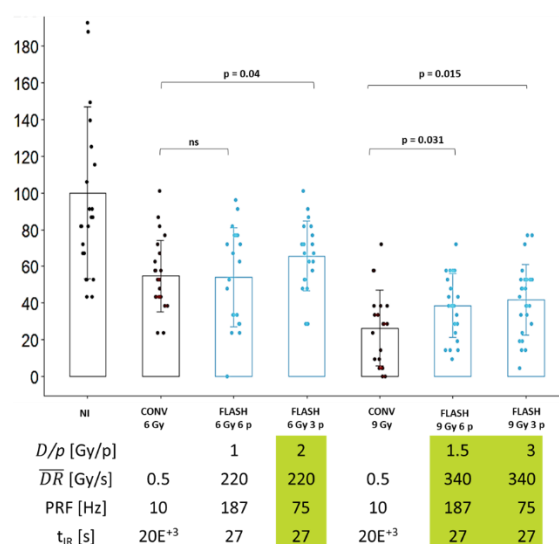 180
160
140
120
100
80
60
40
20
0
p = 0.04
p = 0.015
ns
p = 0.031
NI
CONV
6 Gy
FLASH
6 Gy 6 p
FLASH
6 Gy 3 p
CONV
9 Gy
FLASH
9 Gy 6 p
FLASH
9 Gy 3 p
D/p [Gy/p] 1 2 1.5 3
DR [Gy/s] 0.5 220 220 0.5 340 340
PRF [Hz] 10 187 75 10 187 75
tIR [s] 20E+3 27 27 20E+3 27 27